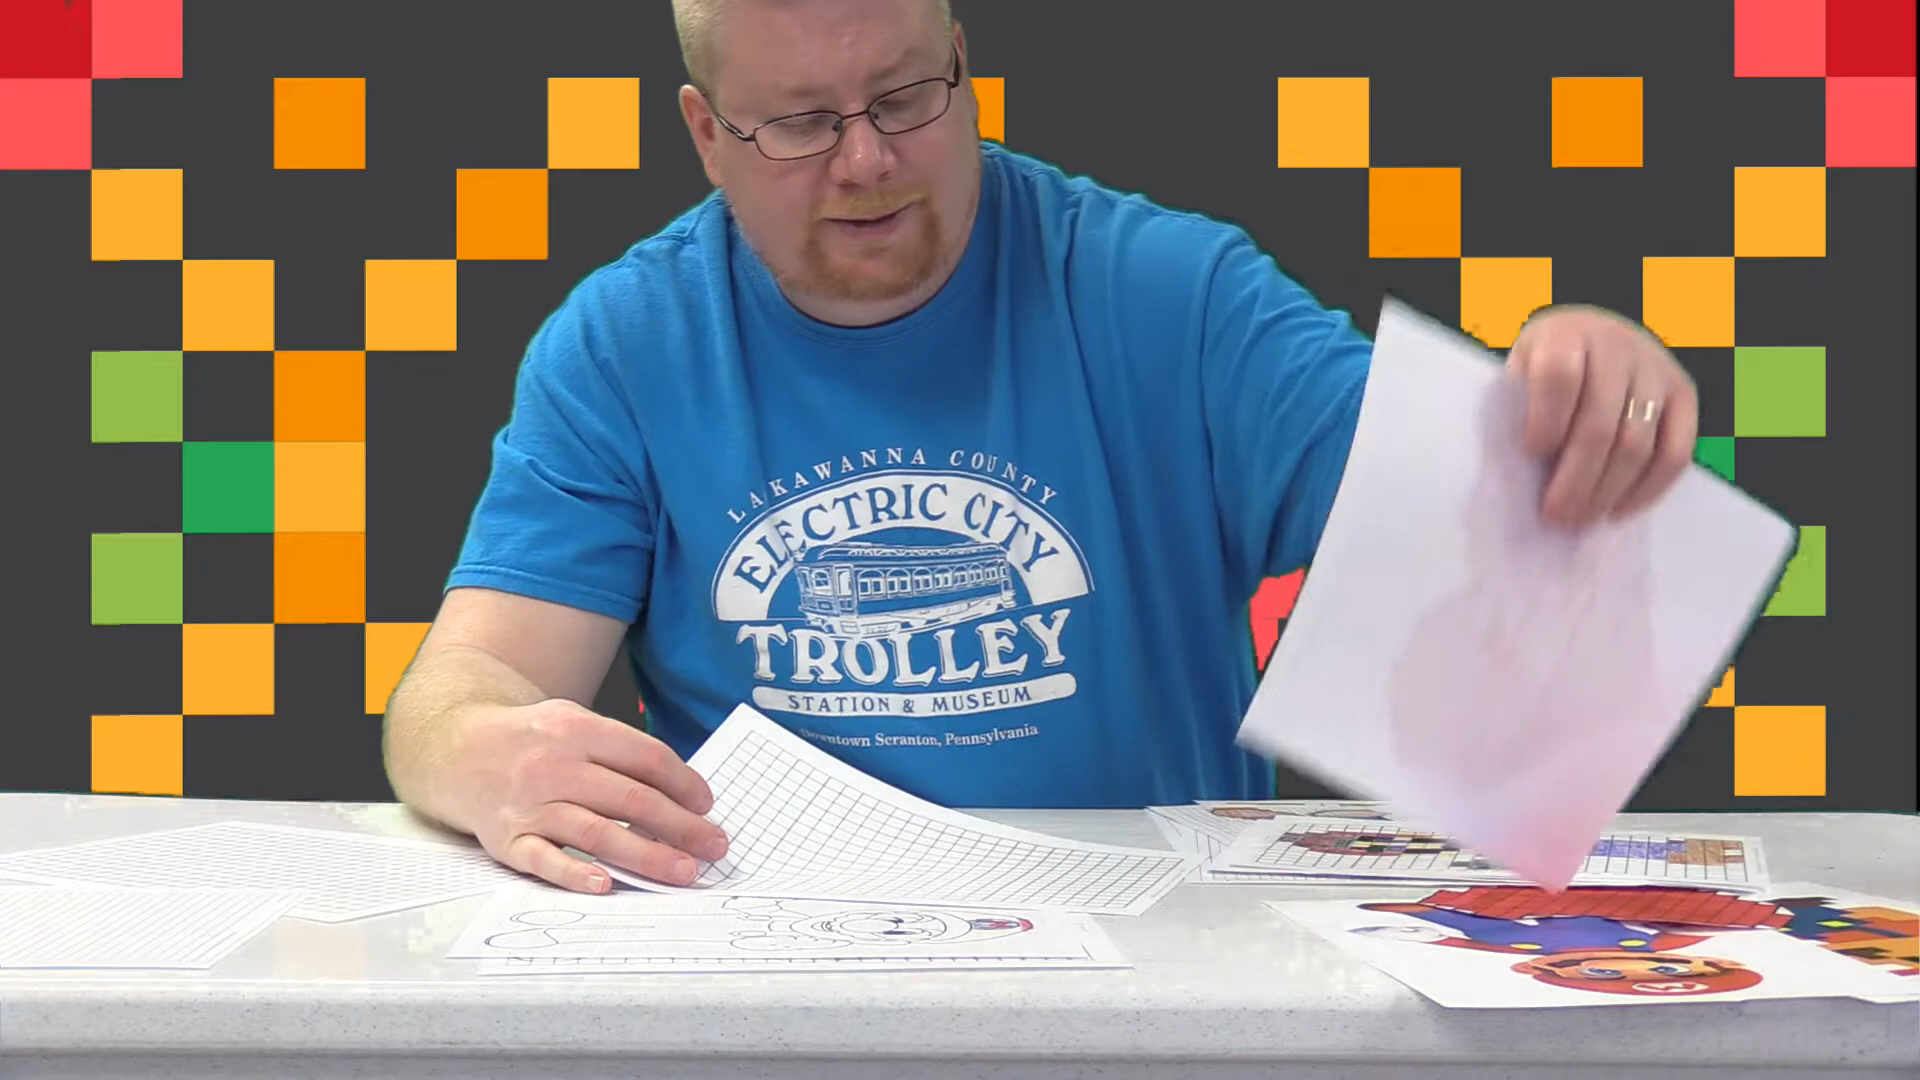 LAKAWANNA COUNTY
ELECTRIC CITY
TROLLEY
STATION & MUSEUM
Downtown Scranton, Pennsylvania
M